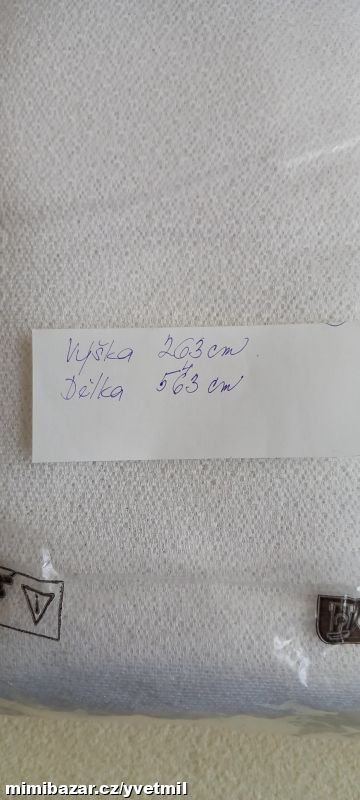 Výška 263 cm.
Délka 563 cm
mimibazar.cz/yvetmil